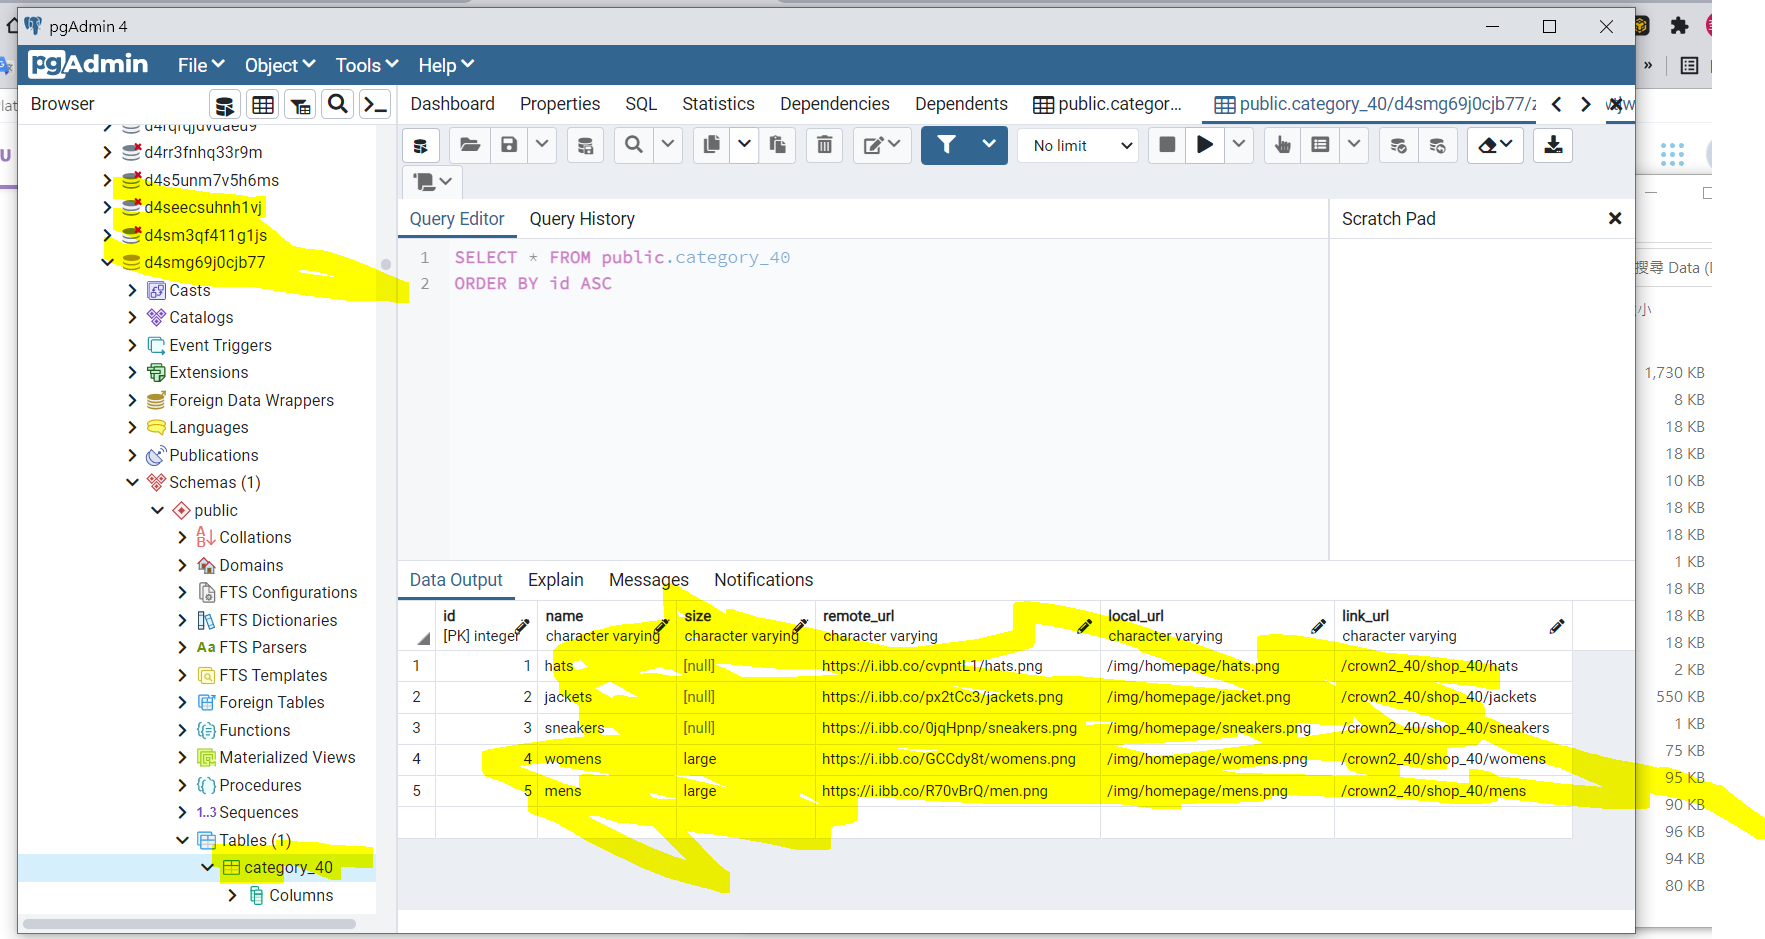 pgAdmin 4
pgAdmin File Object Tools Help
Browser
Dashboard Properties SQL Statistics Dependencies Dependents public.categor... public.category_40/d4smg69j0cjb77/
No limit
d4rr3fnhq33r9m
d4s5unm7v5h6ms
d4seecsuhnh1vj
d4sm3qf411g1js
d4smg69j0cjb77
Casts
Catalogs
Event Triggers
Extensions
Foreign Data Wrappers
Languages
Publications
Schemas (1)
public
Collations
Domains
FTS Configurations
FTS Dictionaries
FTS Parsers
FTS Templates
Foreign Tables
Functions
Materialized Views
Procedures
1..3 Sequences
Tables (1)
category_40
Columns
Query Editor Query History
Scratch Pad
1 SELECT * FROM public.category_40
2 ORDER BY id ASC
Data Output Explain Messages Notifications
id name size remote_url local_url link_url
[PK] integer character varying character varying character varying character varying character varying
1 1 hats [null] https://i.ibb.co/cvpntL1/hats.png /img/homepage/hats.png /crown2_40/shop_40/hats
2 2 jackets [null] https://i.ibb.co/px2tCc3/jackets.png /img/homepage/jacket.png /crown2_40/shop_40/jackets
3 3 sneakers [null] https://i.ibb.co/0jqHpnp/sneakers.png /img/homepage/sneakers.png /crown2_40/shop_40/sneakers
4 4 womens large https://i.ibb.co/GCCdy8t/womens.png /img/homepage/womens.png /crown2_40/shop_40/womens
5 5 mens large https://i.ibb.co/R70vBrQ/men.png /img/homepage/mens.png /crown2_40/shop_40/mens
搜尋 Data (
小
1,730 KB
8 KB
18 KB
18 KB
10 KB
18 KB
18 KB
1 KB
18 KB
18 KB
18 KB
2 KB
550 KB
1 KB
75 KB
95 KB
90 KB
96 KB
94 KB
80 KB